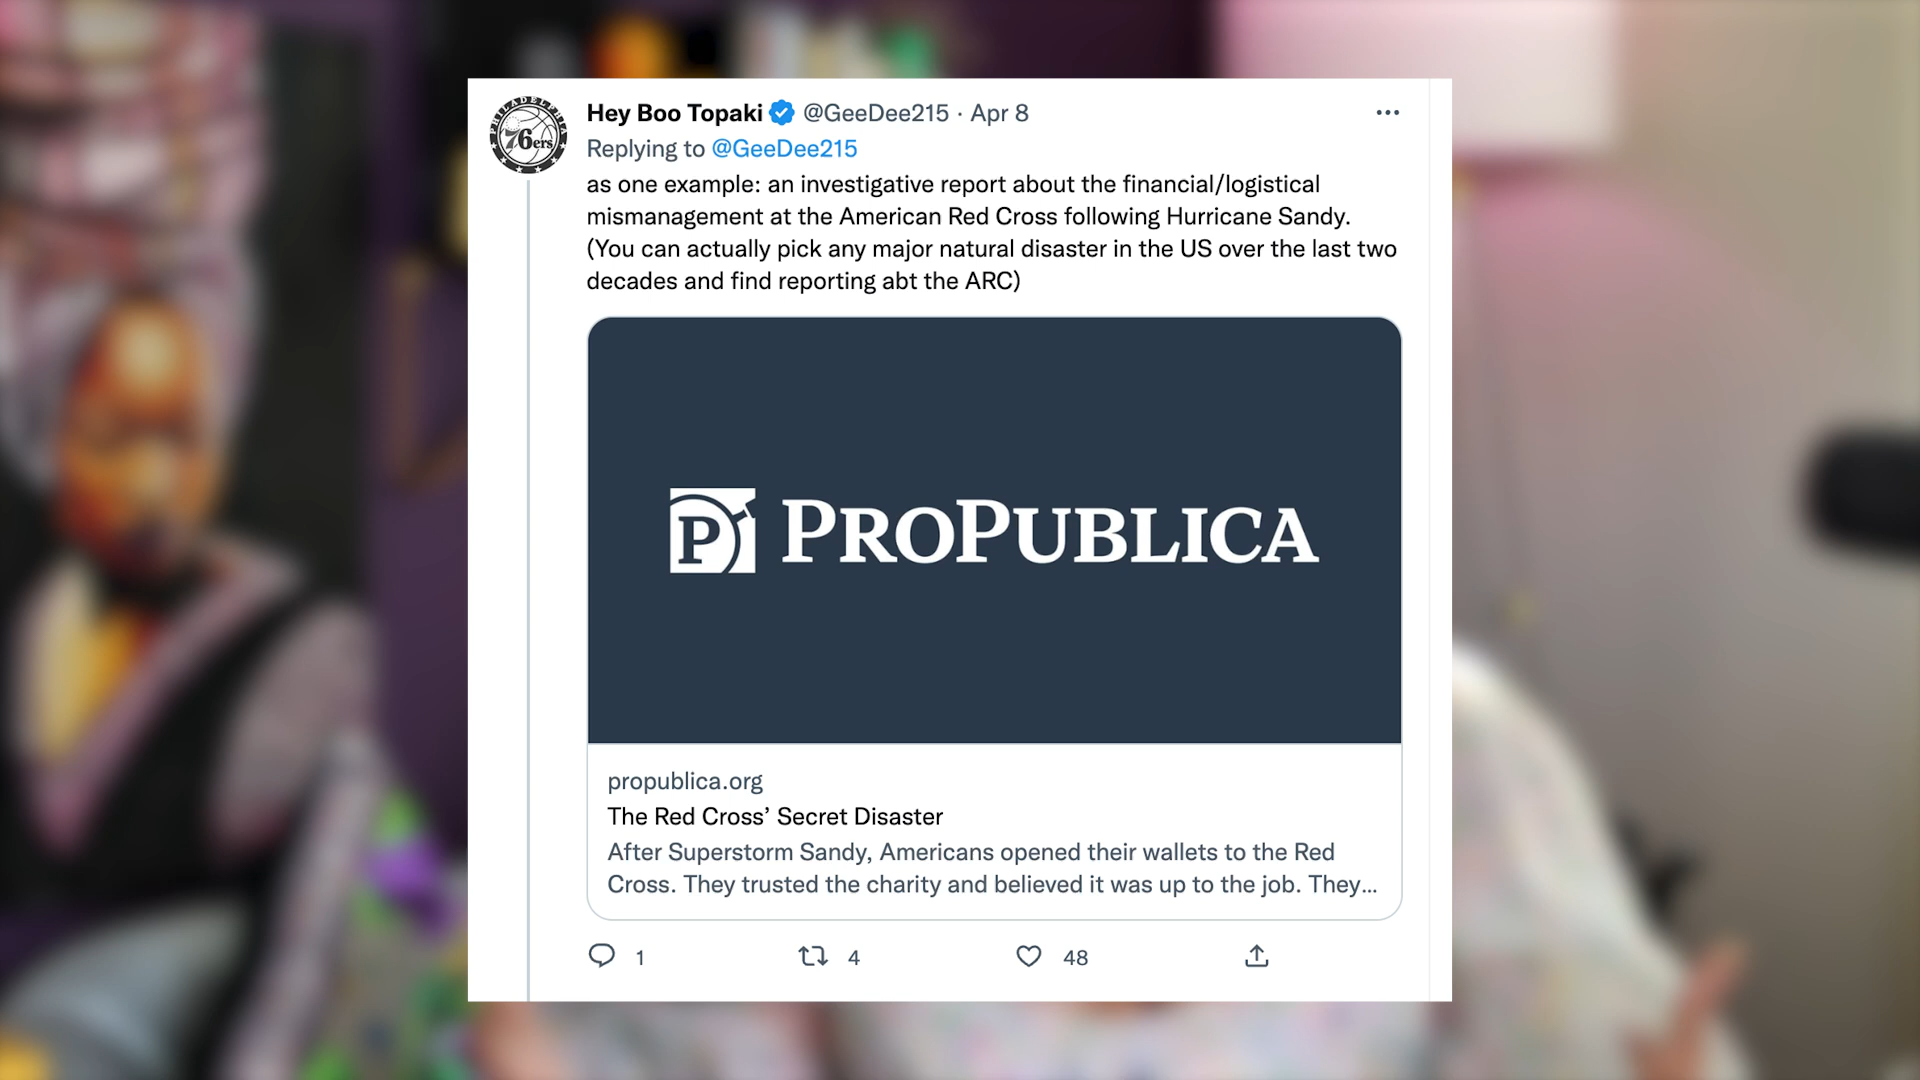 PHILADELPHIA
76ers
Hey Boo Topaki @GeeDee215 · Apr 8
Replying to @GeeDee215
as one example: an investigative report about the financial/logistical
mismanagement at the American Red Cross following Hurricane Sandy.
(You can actually pick any major natural disaster in the US over the last two
decades and find reporting abt the ARC)
P PROPUBLICA
propublica.org
The Red Cross’ Secret Disaster
After Superstorm Sandy, Americans opened their wallets to the Red
Cross. They trusted the charity and believed it was up to the job. They...
1 4 48